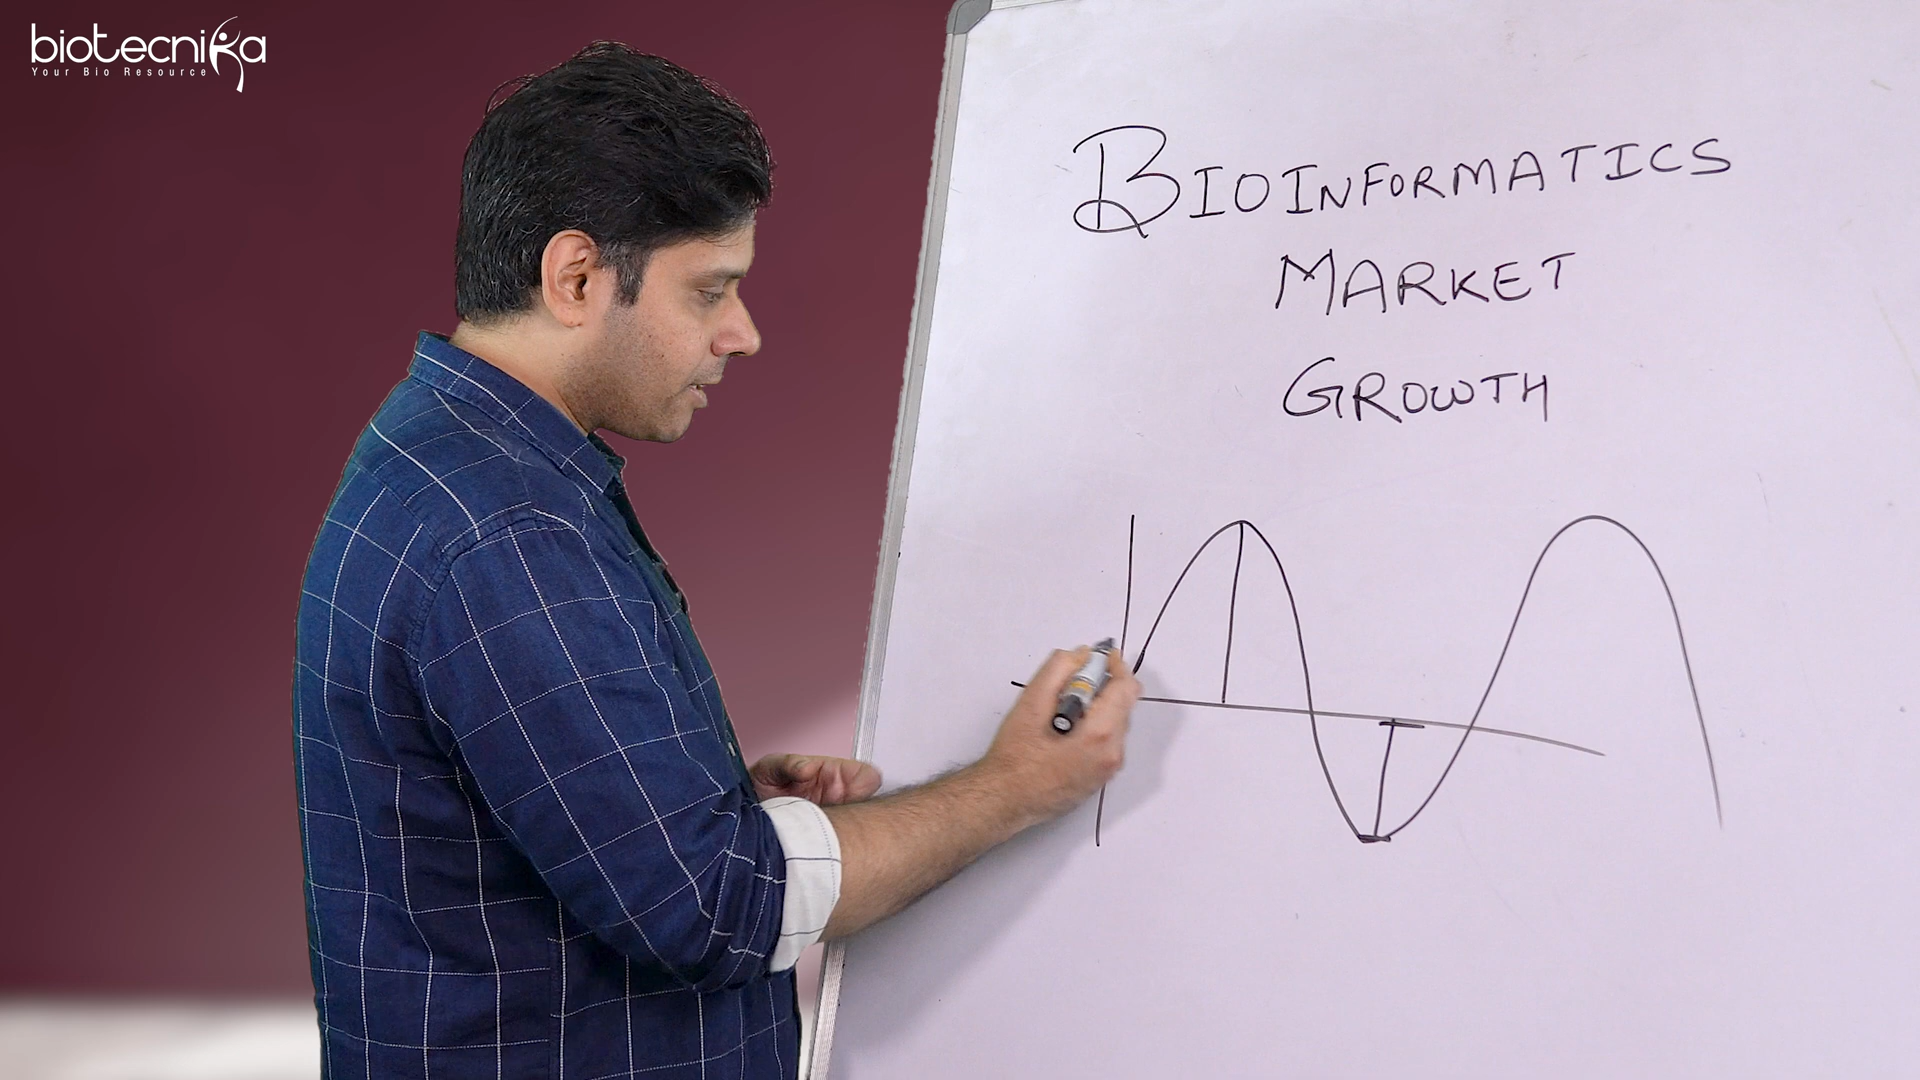 biotecnika
Your Bio Resource
BIOINFORMATICS
MARKET
GROWTH